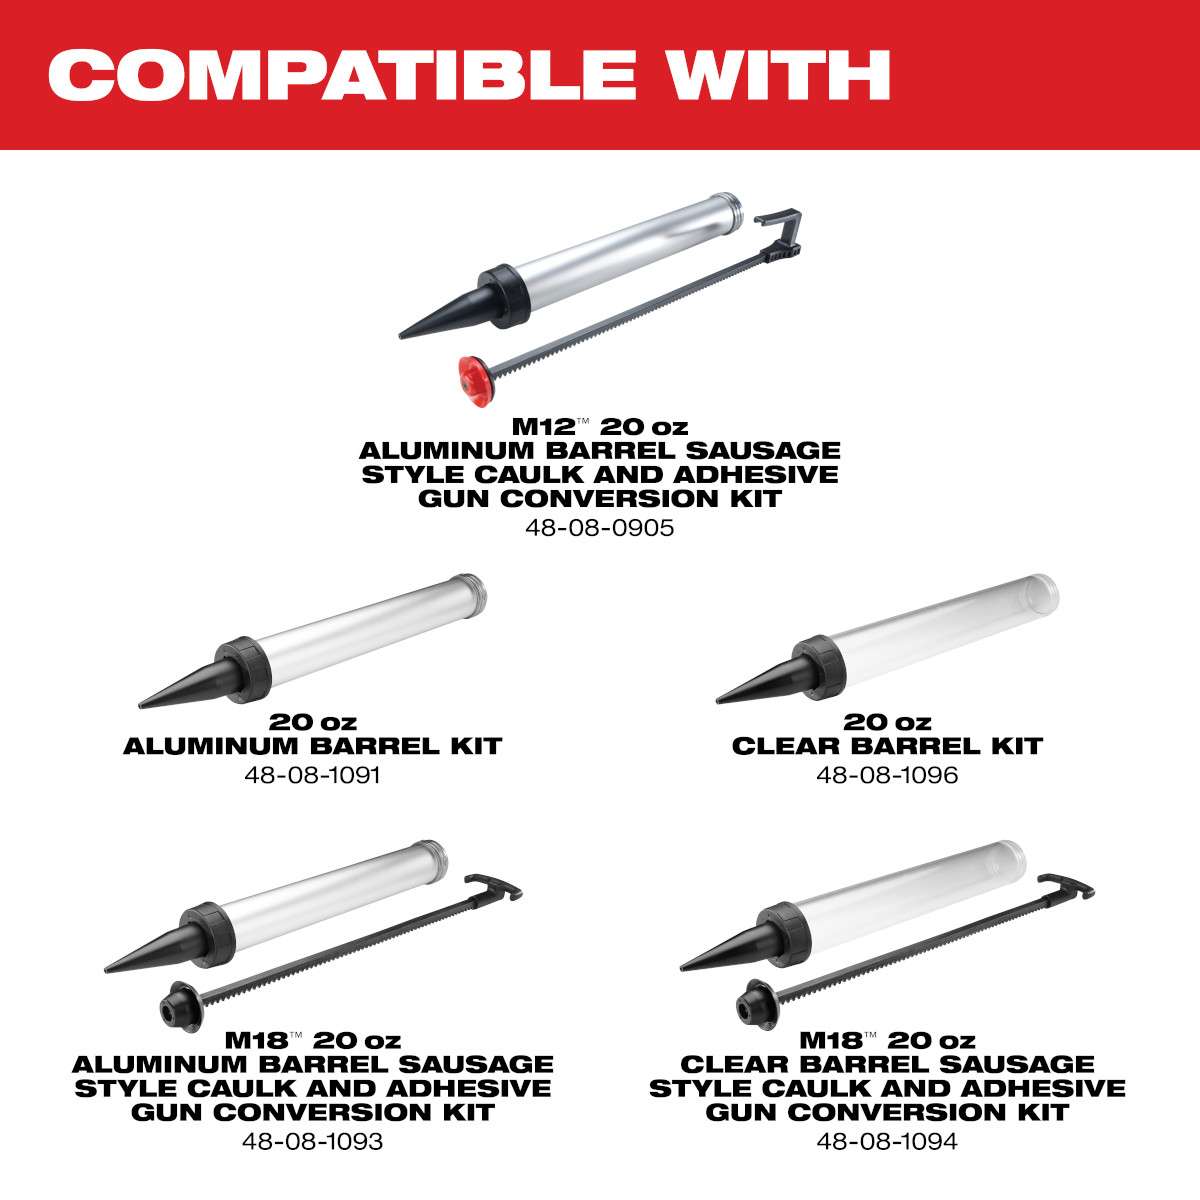 COMPATIBLE WITH
M12™ 20 oz
ALUMINUM BARREL SAUSAGE
STYLE CAULK AND ADHESIVE
GUN CONVERSION KIT
48-08-0905
20 oz
ALUMINUM BARREL KIT
48-08-1091
20 oz
CLEAR BARREL KIT
48-08-1096
M18™ 20 oz
ALUMINUM BARREL SAUSAGE
STYLE CAULK AND ADHESIVE
GUN CONVERSION KIT
48-08-1093
M18™ 20 oz
CLEAR BARREL SAUSAGE
STYLE CAULK AND ADHESIVE
GUN CONVERSION KIT
48-08-1094